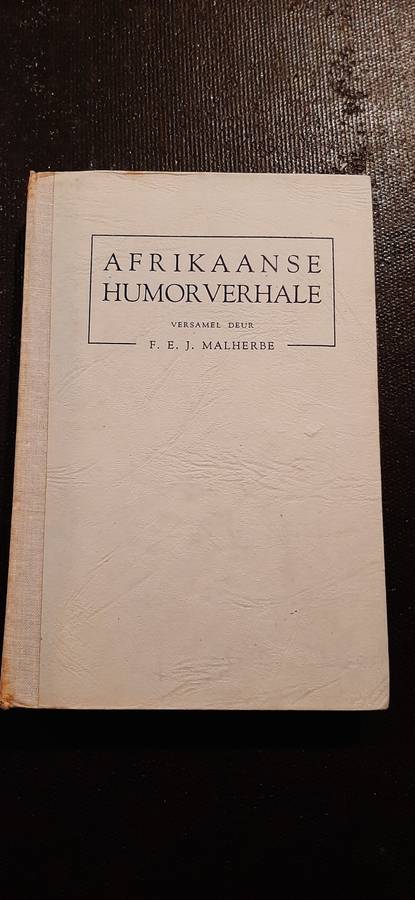 AFRIKAANSE
HUMORVERHALE
VERSAMEL DEUR
F. E. J. MALHERBE